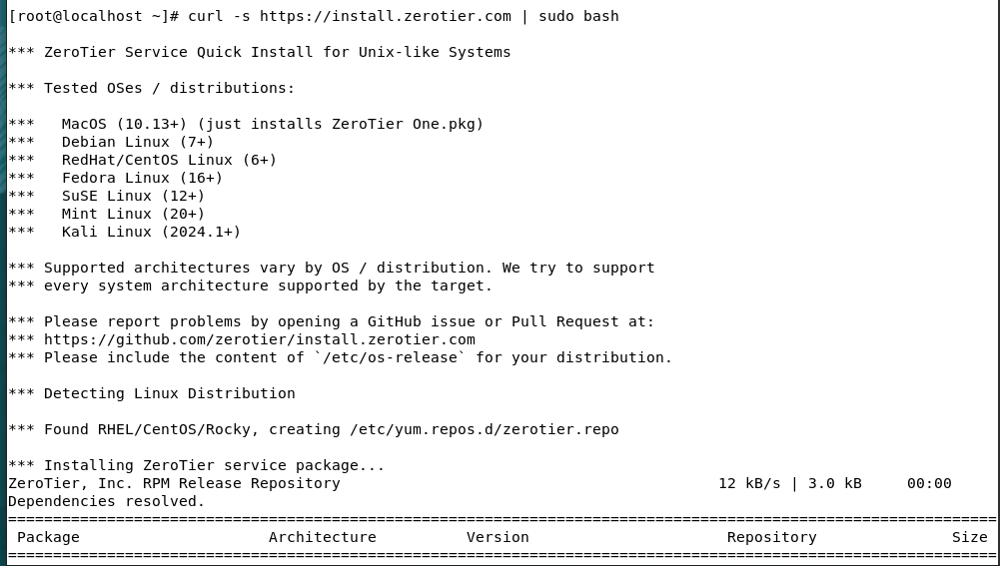 [root@localhost ~]# curl -s https://install.zerotier.com | sudo bash
*** ZeroTier Service Quick Install for Unix-like Systems
*** Tested OSes / distributions:
***   MacOS (10.13+) (just installs ZeroTier One.pkg)
***   Debian Linux (7+)
***   RedHat/CentOS Linux (6+)
***   Fedora Linux (16+)
***   SuSE Linux (12+)
***   Mint Linux (20+)
***   Kali Linux (2024.1+)
*** Supported architectures vary by OS / distribution. We try to support
*** every system architecture supported by the target.
*** Please report problems by opening a GitHub issue or Pull Request at:
*** https://github.com/zerotier/install.zerotier.com
*** Please include the content of `/etc/os-release` for your distribution.
*** Detecting Linux Distribution
*** Found RHEL/CentOS/Rocky, creating /etc/yum.repos.d/zerotier.repo
*** Installing ZeroTier service package...
ZeroTier, Inc. RPM Release Repository                                          12 kB/s | 3.0 kB     00:00
Dependencies resolved.
==============================================================================================================
 Package                     Architecture          Version                      Repository               Size
==============================================================================================================